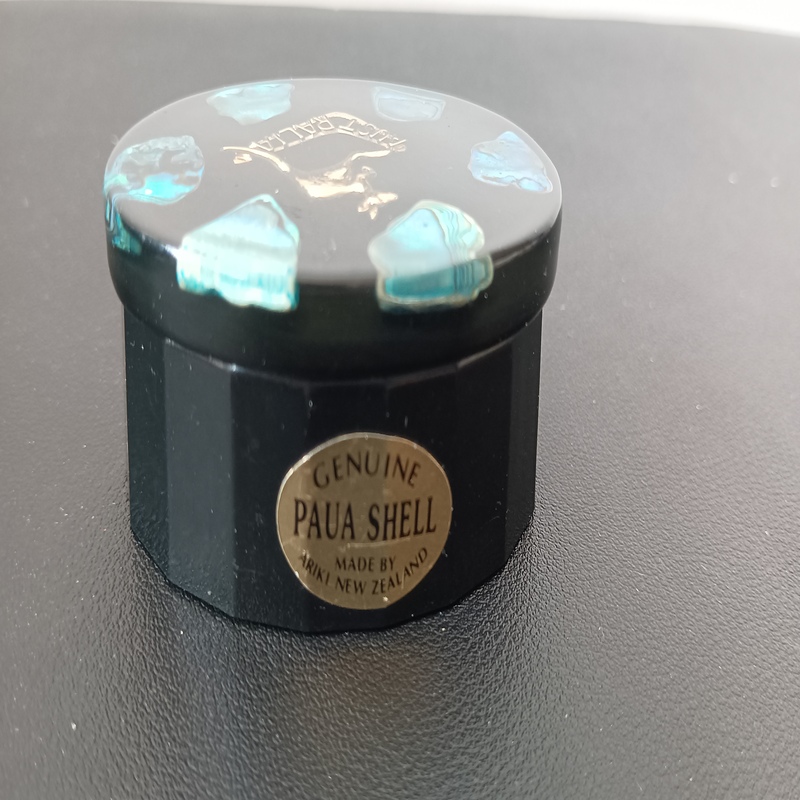 AUSTRALIA
GENUINE
PAUA SHELL
MADE BY
ARIKI NEW ZEALAND